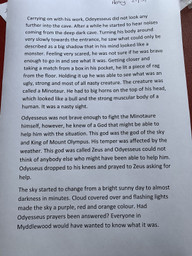 Carrying on with his work, Odyesseus did not look any
further into the cave. After a while he started to hear noises
coming from the deep dark cave. Turning his body around
very slowly towards the entrance, he saw what could only be
described as a big shadow that in his mind looked like a
monster. Feeling very scared, he was not sure if he was brave
enough to go in and see what it was. Getting closer and
taking a match from a box in his pocket, he lit a piece of rag
from the floor. Holding it up he was able to see what was an
ugly, strong and most of all nasty creature. The creature was
called a Minotaur. He had to big horns on the top of his head,
which looked like a bull and the strong muscular body of a
human. It was a nasty sight.
Odyesseus was not brave enough to fight the Minotaure
himself, however, he knew of a God that might be able to
help him with the situation. This god was the god of the sky
and King of Mount Olympus. His temper was affected by the
weather. This god was called Zeus and Odyesseus could not
think of anybody else who might have been able to help him.
Odysseus dropped to his knees and prayed to Zeus asking for
help.
The sky started to change from a bright sunny day to almost
darkness in minutes. Cloud covered over and flashing lights
made the sky a purple, red and orange colour. Had
Odyesseus prayers been answered? Everyone in
Myddlewood would have wanted to know what it was.